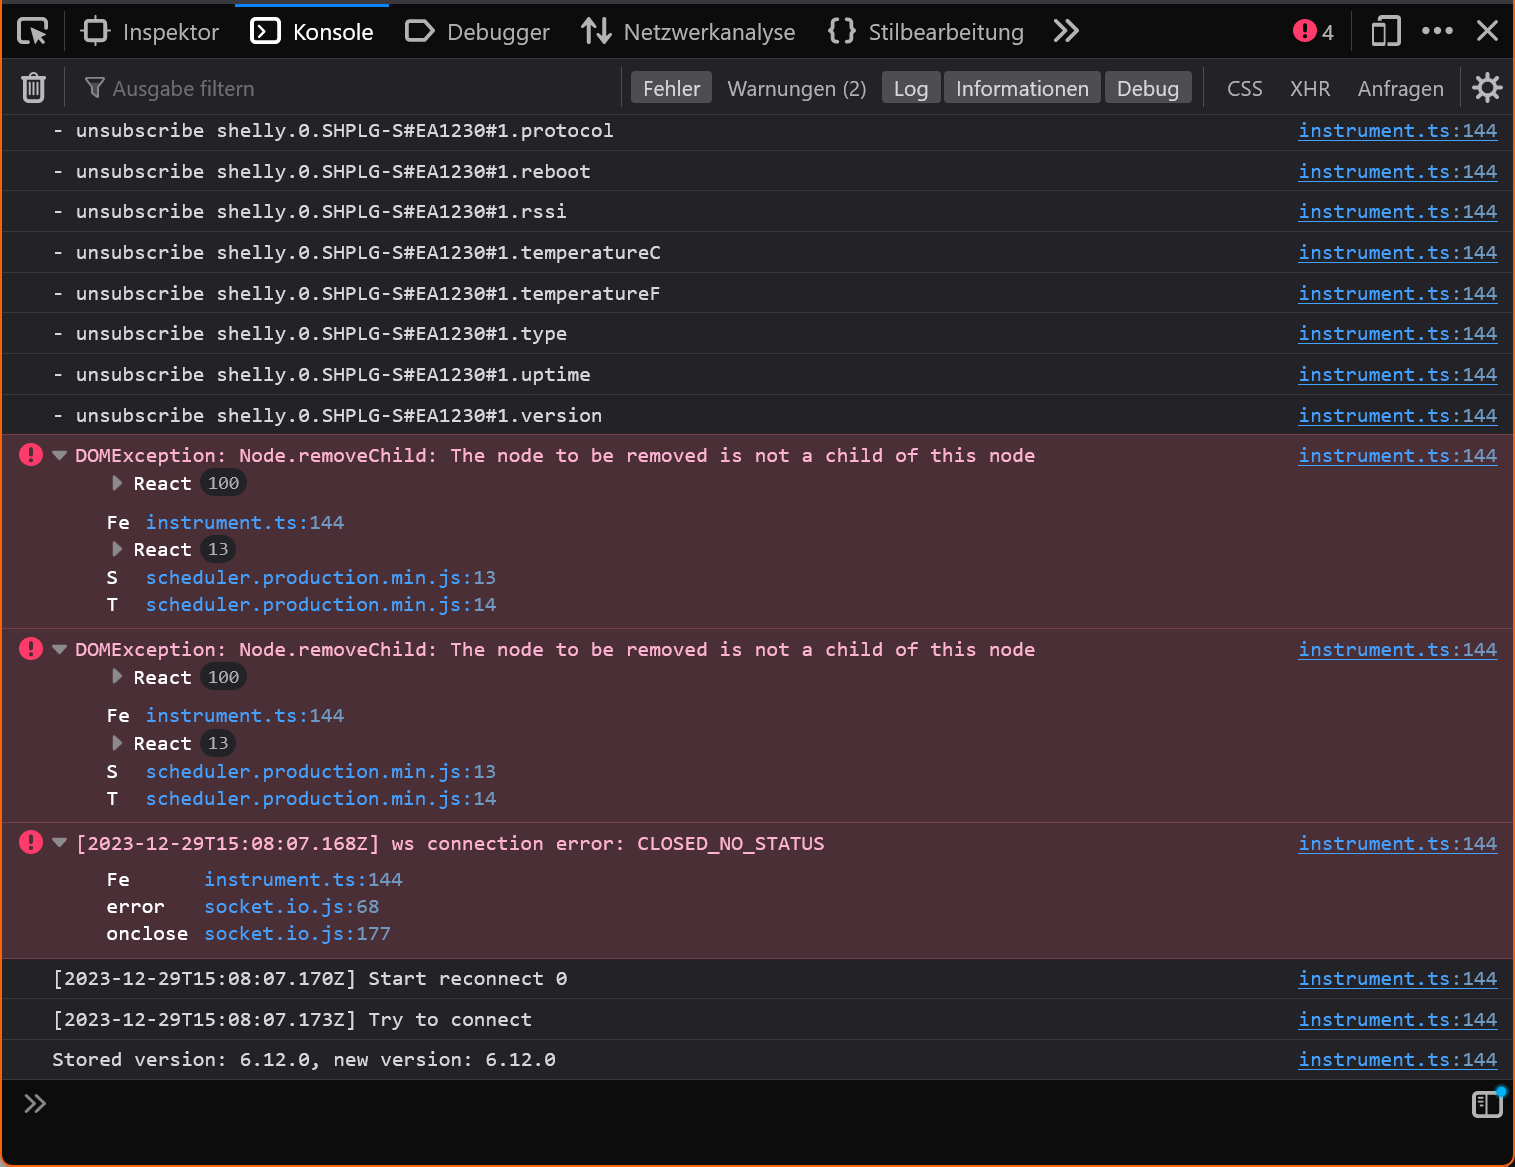 Inspektor Konsole Debugger Netzwerkanalyse Stilbearbeitung 4
Ausgabe filtern Fehler Warnungen (2) Log Informationen Debug CSS XHR Anfragen
- unsubscribe shelly.0.SHPLG-S#EA1230#1.protocol instrument.ts:144
- unsubscribe shelly.0.SHPLG-S#EA1230#1.reboot instrument.ts:144
- unsubscribe shelly.0.SHPLG-S#EA1230#1.rssi instrument.ts:144
- unsubscribe shelly.0.SHPLG-S#EA1230#1.temperatureC instrument.ts:144
- unsubscribe shelly.0.SHPLG-S#EA1230#1.temperatureF instrument.ts:144
- unsubscribe shelly.0.SHPLG-S#EA1230#1.type instrument.ts:144
- unsubscribe shelly.0.SHPLG-S#EA1230#1.uptime instrument.ts:144
- unsubscribe shelly.0.SHPLG-S#EA1230#1.version instrument.ts:144
DOMException: Node.removeChild: The node to be removed is not a child of this node instrument.ts:144
React 100
Fe instrument.ts:144
React 13
S scheduler.production.min.js:13
T scheduler.production.min.js:14
DOMException: Node.removeChild: The node to be removed is not a child of this node instrument.ts:144
React 100
Fe instrument.ts:144
React 13
S scheduler.production.min.js:13
T scheduler.production.min.js:14
[2023-12-29T15:08:07.168Z] ws connection error: CLOSED_NO_STATUS instrument.ts:144
Fe instrument.ts:144
error socket.io.js:68
onclose socket.io.js:177
[2023-12-29T15:08:07.170Z] Start reconnect 0 instrument.ts:144
[2023-12-29T15:08:07.173Z] Try to connect instrument.ts:144
Stored version: 6.12.0, new version: 6.12.0 instrument.ts:144